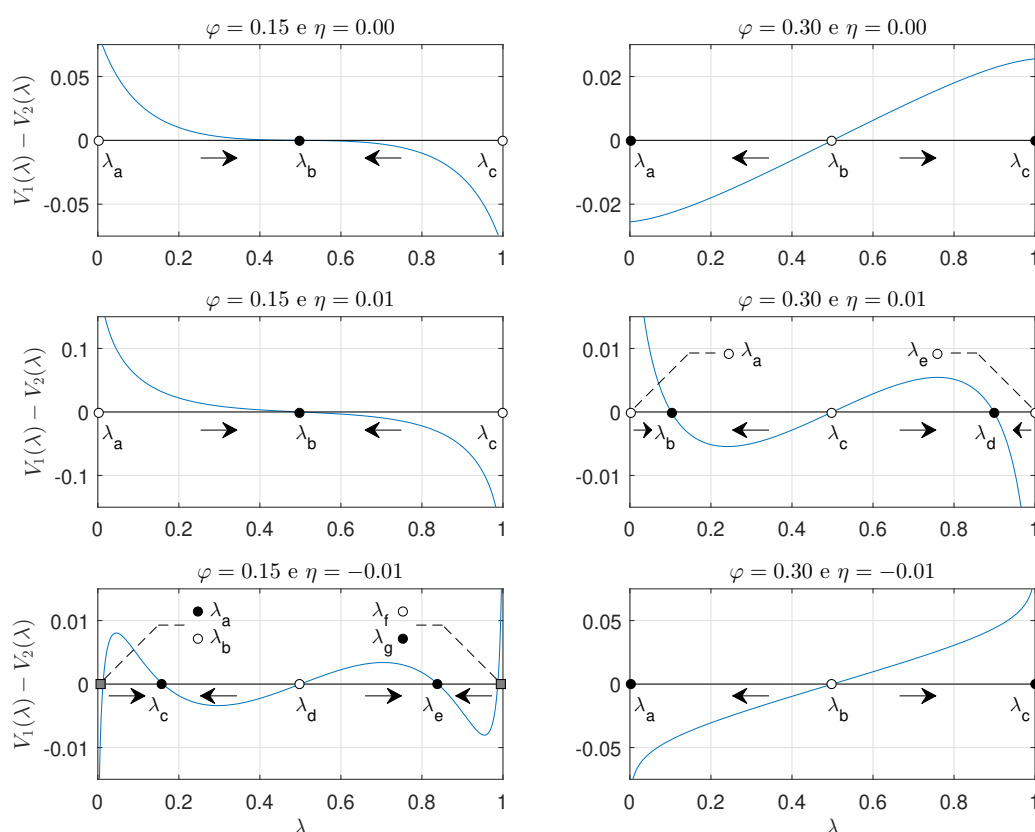 φ = 0.15 e η = 0.00
V₁(λ) − V₂(λ)
0.05
0
-0.05
λa
λb
λc
0 0.2 0.4 0.6 0.8 1
φ = 0.30 e η = 0.00
0.02
0
-0.02
λa
λb
λc
0 0.2 0.4 0.6 0.8 1
φ = 0.15 e η = 0.01
V₁(λ) − V₂(λ)
0.1
0
-0.1
λa
λb
λc
0 0.2 0.4 0.6 0.8 1
φ = 0.30 e η = 0.01
0.01
0
-0.01
λa
λe
λb
λc
λd
0 0.2 0.4 0.6 0.8 1
φ = 0.15 e η = −0.01
V₁(λ) − V₂(λ)
0.01
0
-0.01
λa
λb
λf
λg
λc
λd
λe
0 0.2 0.4 0.6 0.8 1
λ
φ = 0.30 e η = −0.01
0.05
0
-0.05
λa
λb
λc
0 0.2 0.4 0.6 0.8 1
λ